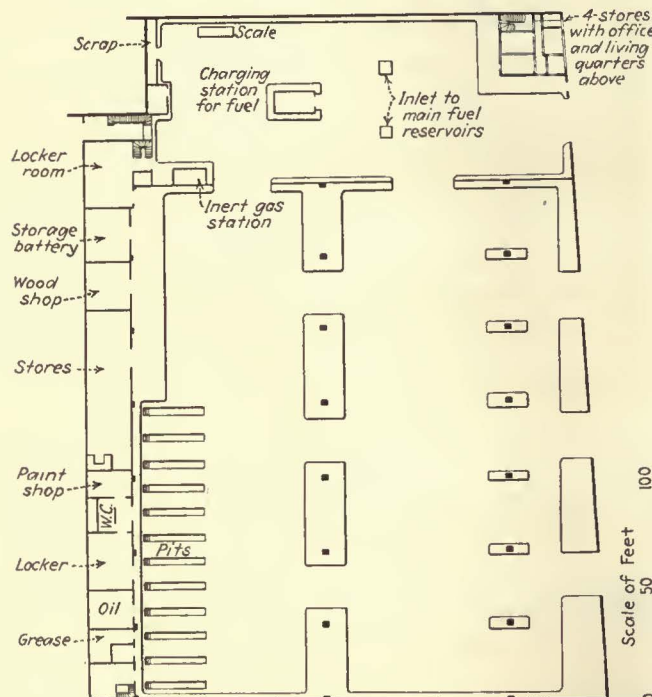 4-stores
with office
and living
quarters
above
Scrap
Scale
Charging
station
for fuel
Inlet to
main fuel
reservoirs
Locker
room
Inert gas
station
Storage
battery
Wood
shop
Stores
Paint
shop
W.C.
Locker
Pits
Oil
Grease
Scale of Feet
100
50
0